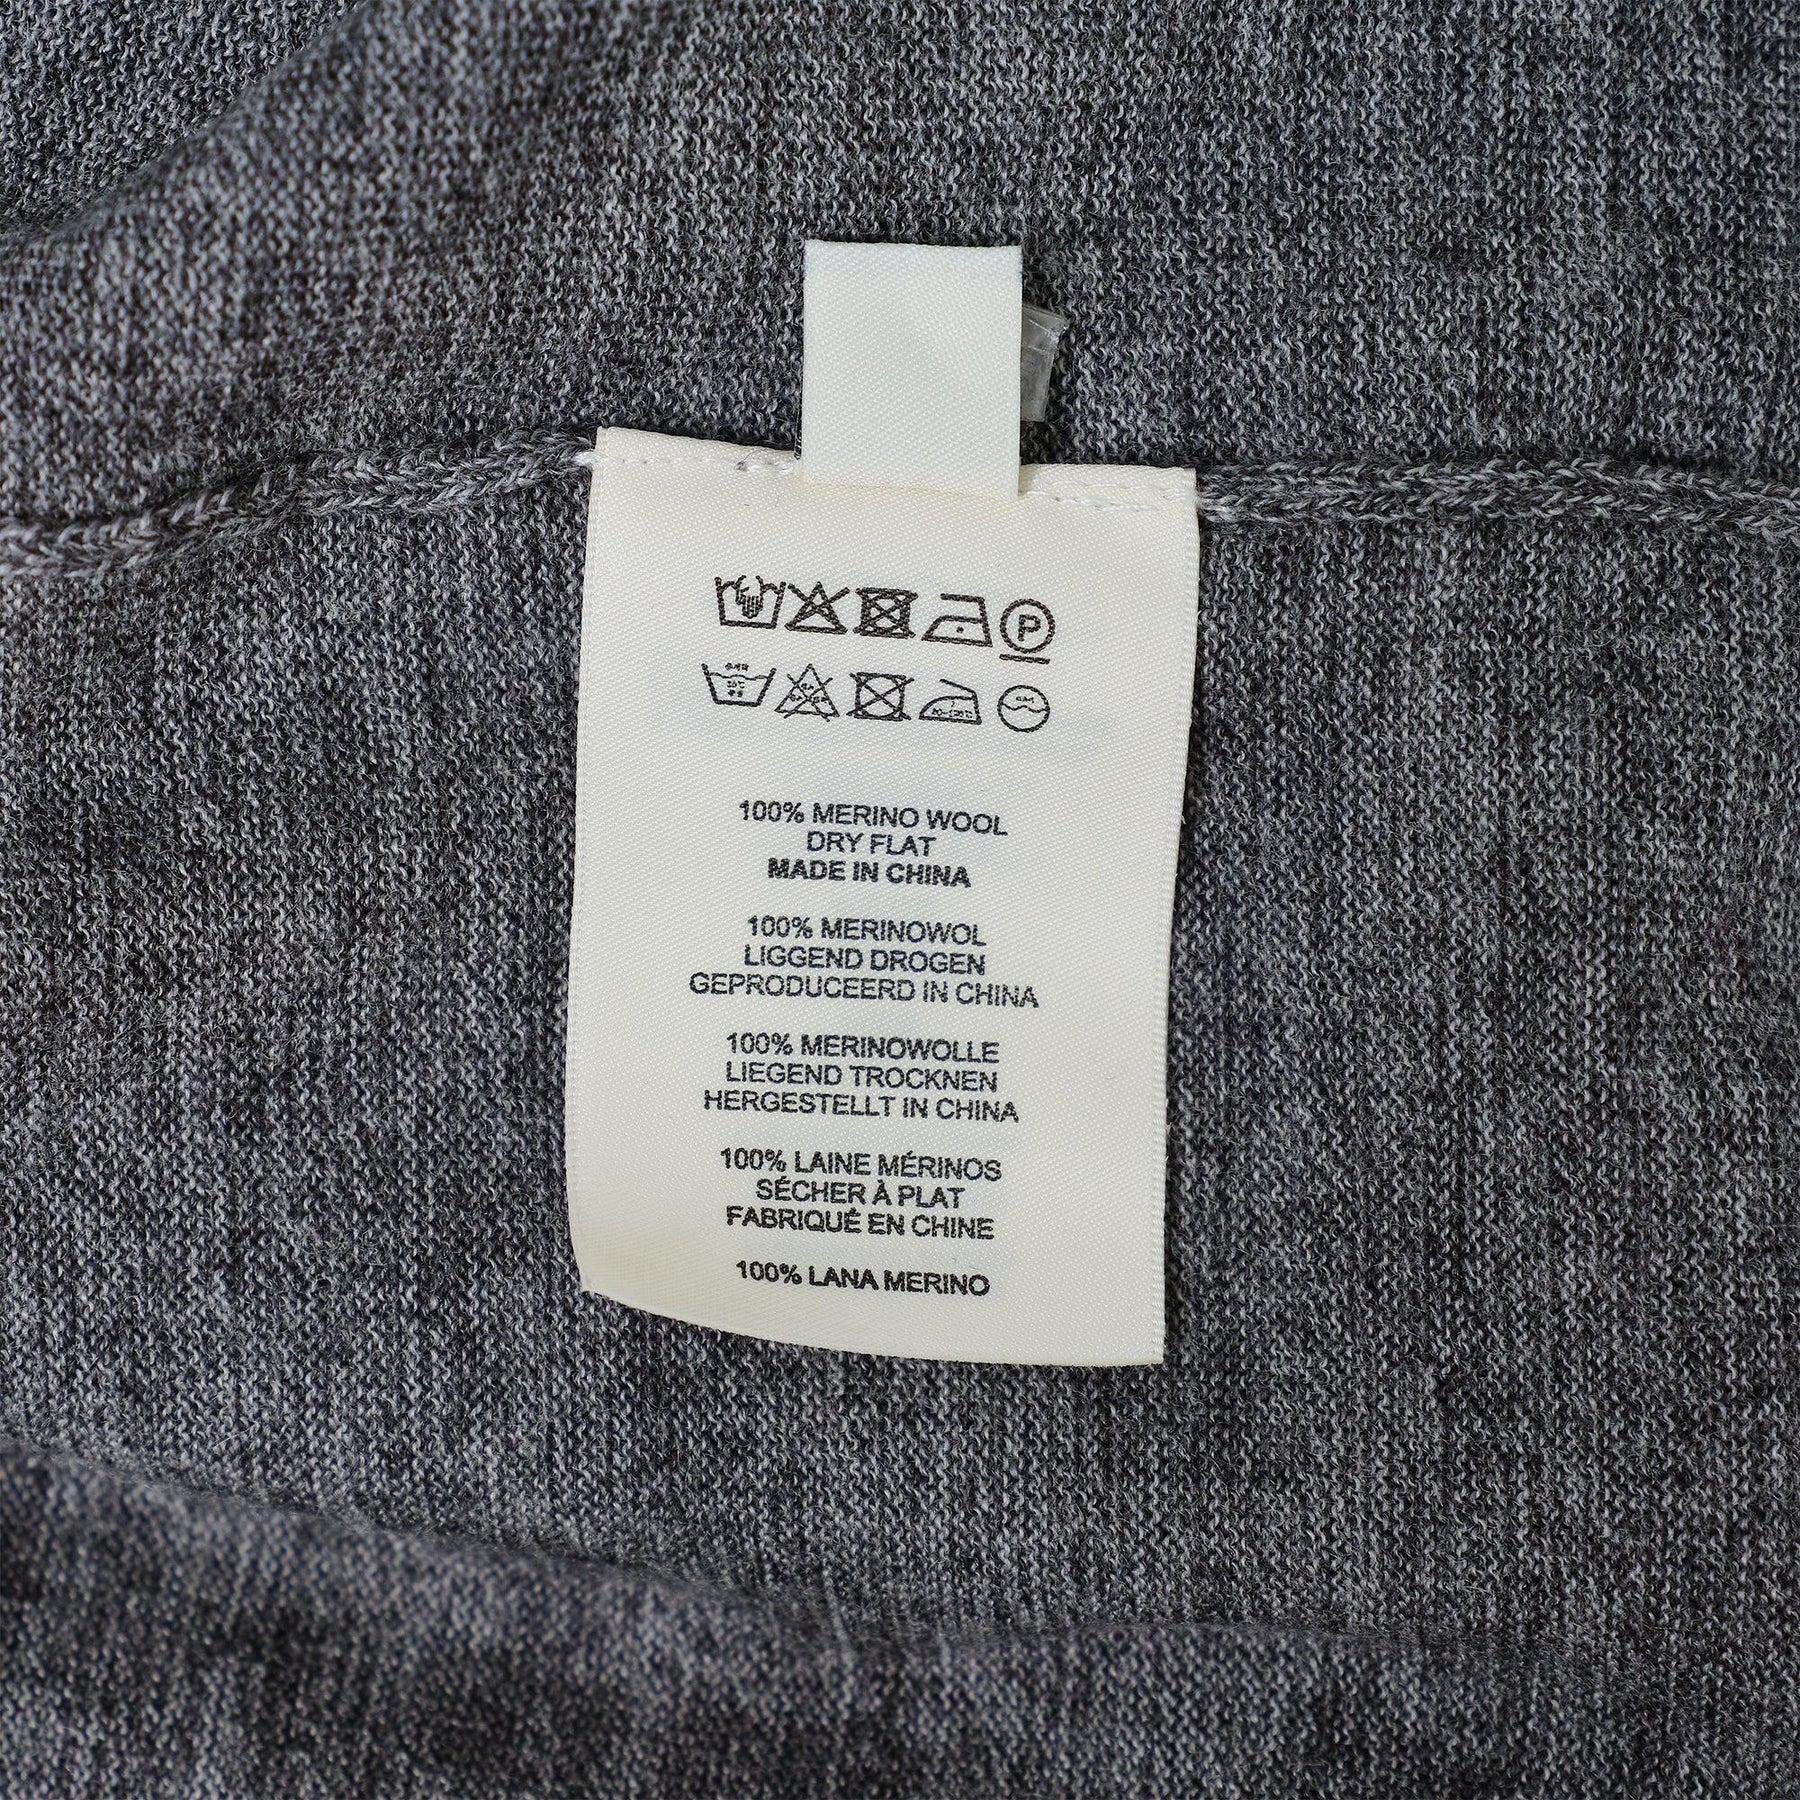 P
100% MERINO WOOL
DRY FLAT
MADE IN CHINA
100% MERINOWOL
LIGGEND DROGEN
GEPRODUCEERD IN CHINA
100% MERINOWOLLE
LIEGEND TROCKNEN
HERGESTELLT IN CHINA
100% LAINE MÉRINOS
SÉCHER À PLAT
FABRIQUÉ EN CHINE
100% LANA MERINO